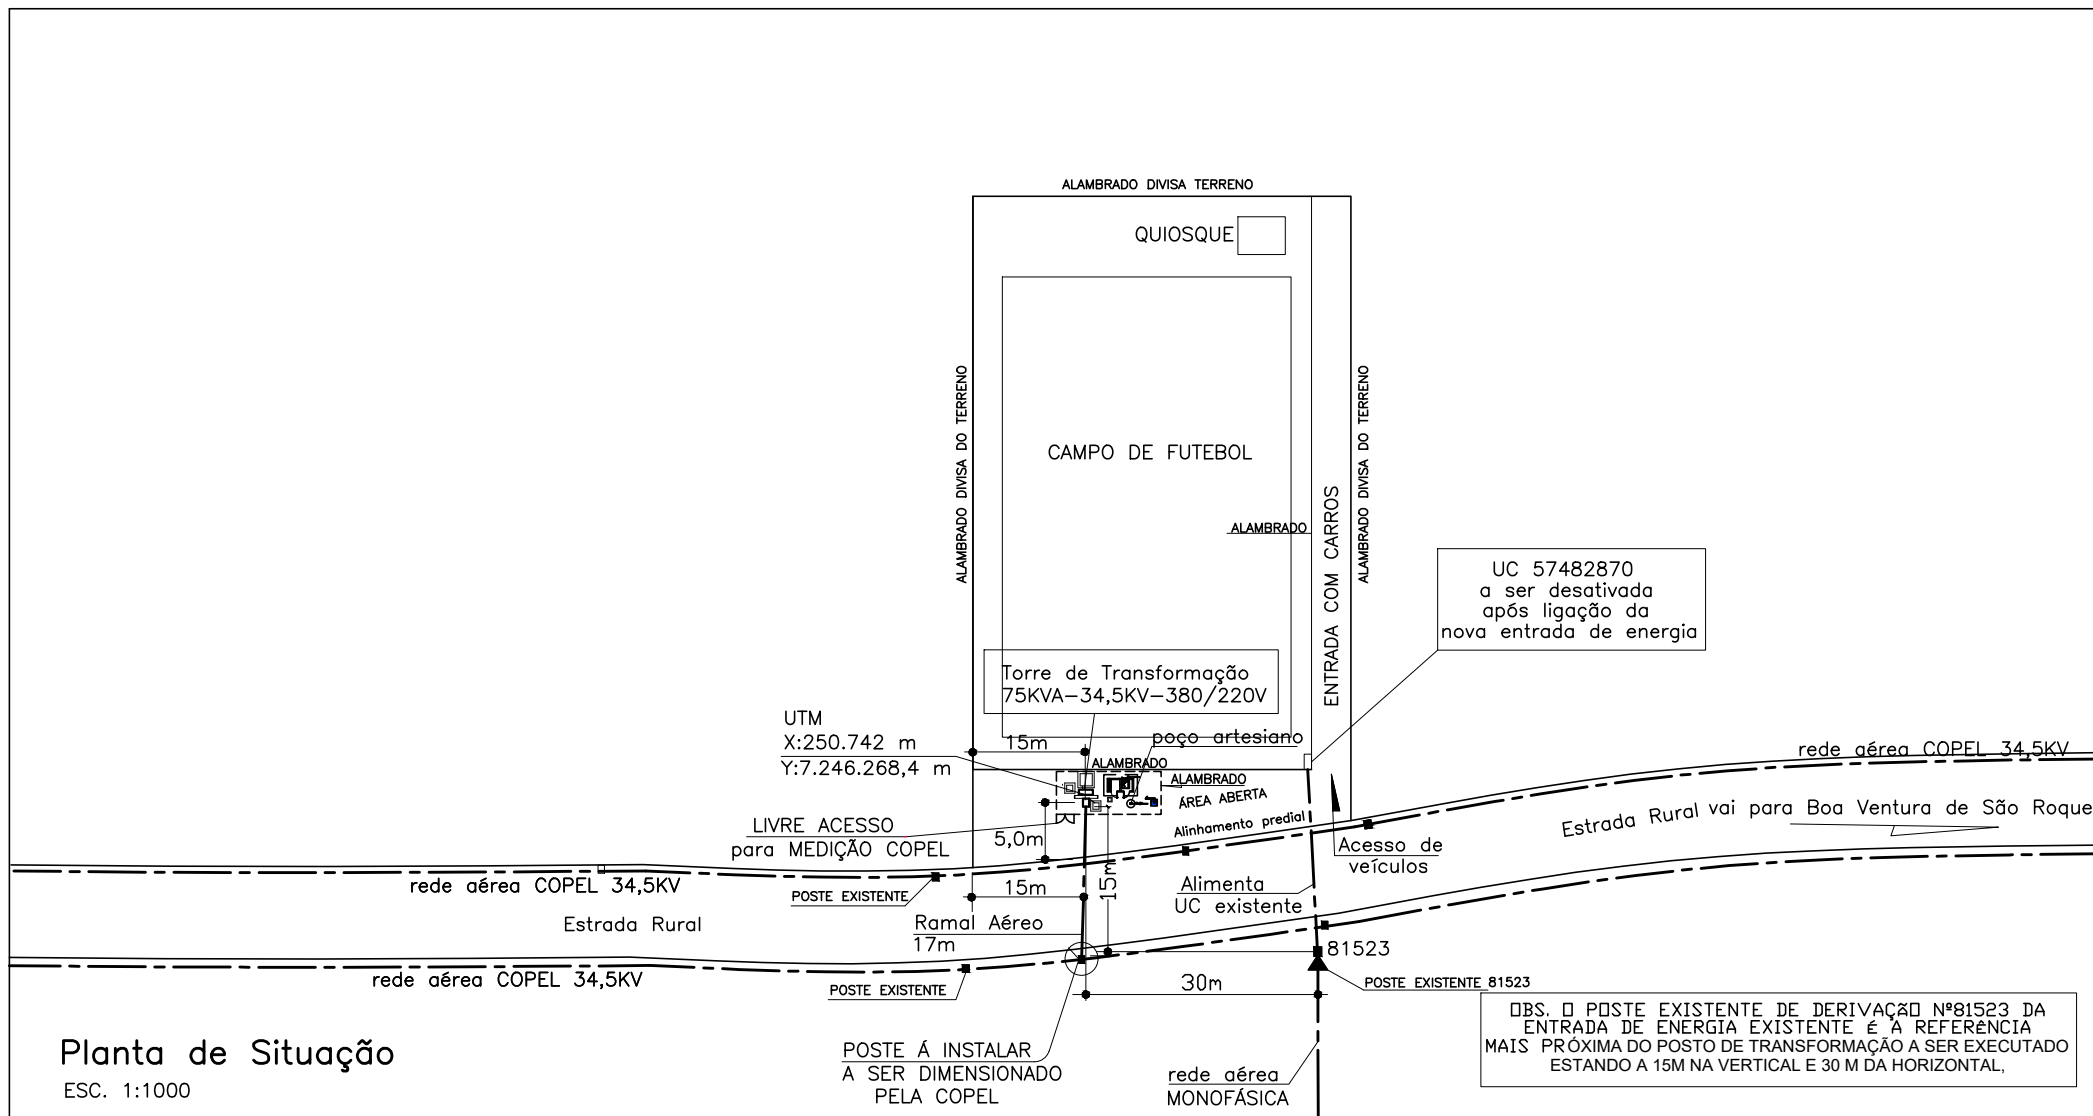 ALAMBRADO DIVISA TERRENO
QUIOSQUE
ALAMBRADO DIVISA DO TERRENO
CAMPO DE FUTEBOL
ALAMBRADO
ENTRADA COM CARROS
ALAMBRADO DIVISA DO TERRENO
UC 57482870
a ser desativada
após ligação da
nova entrada de energia
Torre de Transformação
75KVA-34,5KV-380/220V
UTM
X:250.742 m
Y:7.246.268,4 m
15m
poço artesiano
ALAMBRADO
ALAMBRADO
ÁREA ABERTA
Alinhamento predial
rede aérea COPEL 34,5KV
Estrada Rural vai para Boa Ventura de São Roque
LIVRE ACESSO
para MEDIÇÃO COPEL
5,0m
Acesso de
veículos
rede aérea COPEL 34,5KV
POSTE EXISTENTE
15m
15m
Alimenta
UC existente
Estrada Rural
Ramal Aéreo
17m
81523
rede aérea COPEL 34,5KV
POSTE EXISTENTE
30m
POSTE EXISTENTE 81523
OBS. O POSTE EXISTENTE DE DERIVAÇÃO Nº81523 DA
ENTRADA DE ENERGIA EXISTENTE É A REFERÊNCIA
MAIS PRÓXIMA DO POSTO DE TRANSFORMAÇÃO A SER EXECUTADO
ESTANDO A 15M NA VERTICAL E 30 M DA HORIZONTAL,
Planta de Situação
ESC. 1:1000
POSTE Á INSTALAR
A SER DIMENSIONADO
PELA COPEL
rede aérea
MONOFÁSICA